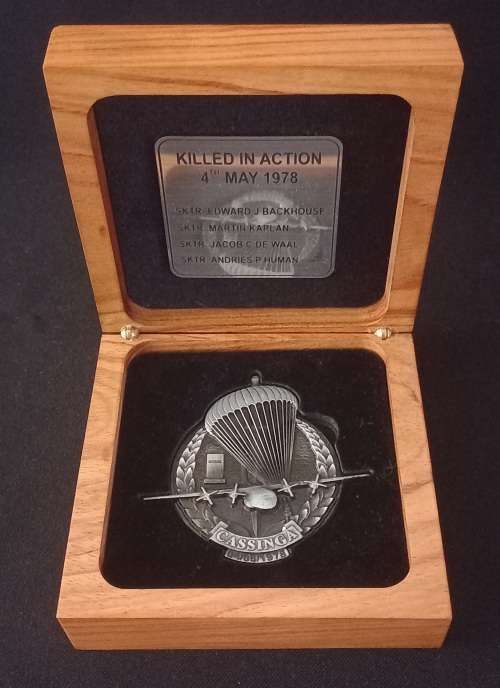 KILLED IN ACTION
4TH MAY 1978
SKTR. EDWARD J BACKHOUSE
SKTR. MARTIN KAPLAN
SKTR. JACOB C DE WAAL
SKTR. ANDRIES P HUMAN
CASSINGA